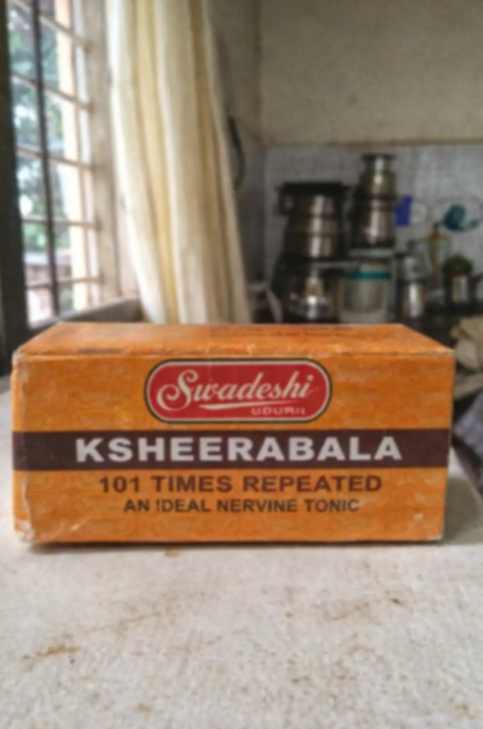 Swadeshi
UDUPI
KSHEERABALA
101 TIMES REPEATED
AN IDEAL NERVINE TONIC